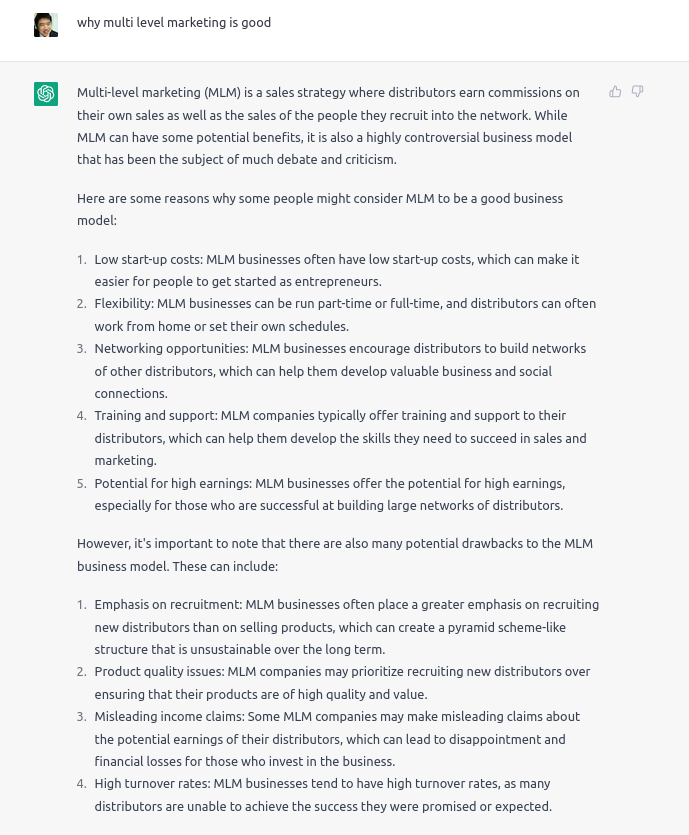 why multi level marketing is good
Multi-level marketing (MLM) is a sales strategy where distributors earn commissions on
their own sales as well as the sales of the people they recruit into the network. While
MLM can have some potential benefits, it is also a highly controversial business model
that has been the subject of much debate and criticism.
Here are some reasons why some people might consider MLM to be a good business
model:
1. Low start-up costs: MLM businesses often have low start-up costs, which can make it
easier for people to get started as entrepreneurs.
2. Flexibility: MLM businesses can be run part-time or full-time, and distributors can often
work from home or set their own schedules.
3. Networking opportunities: MLM businesses encourage distributors to build networks
of other distributors, which can help them develop valuable business and social
connections.
4. Training and support: MLM companies typically offer training and support to their
distributors, which can help them develop the skills they need to succeed in sales and
marketing.
5. Potential for high earnings: MLM businesses offer the potential for high earnings,
especially for those who are successful at building large networks of distributors.
However, it's important to note that there are also many potential drawbacks to the MLM
business model. These can include:
1. Emphasis on recruitment: MLM businesses often place a greater emphasis on recruiting
new distributors than on selling products, which can create a pyramid scheme-like
structure that is unsustainable over the long term.
2. Product quality issues: MLM companies may prioritize recruiting new distributors over
ensuring that their products are of high quality and value.
3. Misleading income claims: Some MLM companies may make misleading claims about
the potential earnings of their distributors, which can lead to disappointment and
financial losses for those who invest in the business.
4. High turnover rates: MLM businesses tend to have high turnover rates, as many
distributors are unable to achieve the success they were promised or expected.